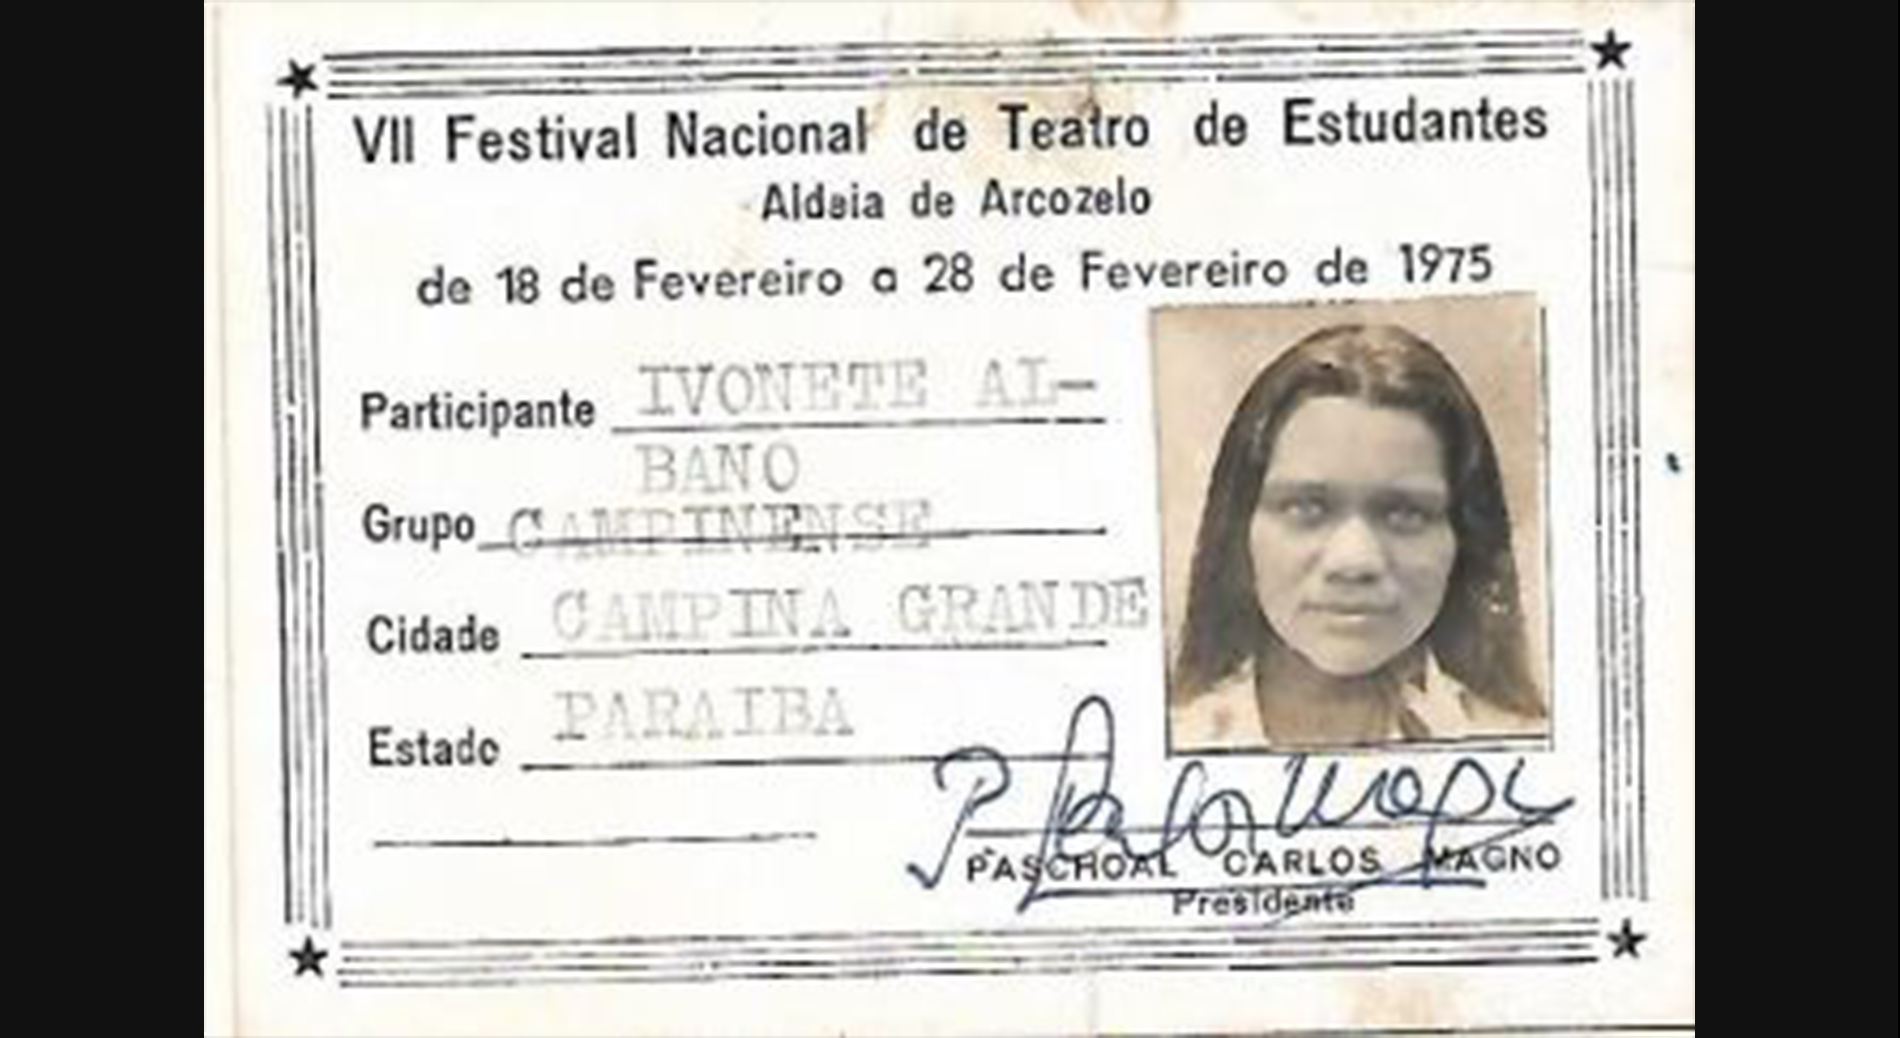 VII Festival Nacional de Teatro de Estudantes
Aldeia de Arcozelo
de 18 de Fevereiro a 28 de Fevereiro de 1975
Participante IVONETE AL-
BANO
Grupo CAMPINENSE
Cidade CAMPINA GRANDE
Estado PARAIBA
P Carlos Magno
PASCHOAL CARLOS MAGNO
Presidente